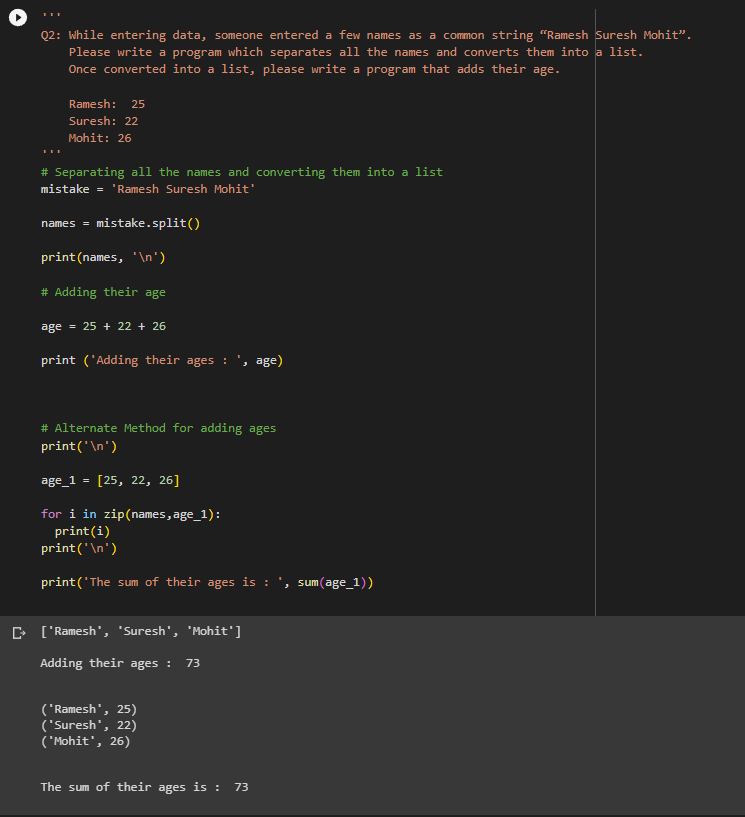 '''
Q2: While entering data, someone entered a few names as a common string “Ramesh Suresh Mohit”.
    Please write a program which separates all the names and converts them into a list.
    Once converted into a list, please write a program that adds their age.
    Ramesh:  25
    Suresh: 22
    Mohit: 26
'''
# Separating all the names and converting them into a list
mistake = 'Ramesh Suresh Mohit'
names = mistake.split()
print(names, '\n')
# Adding their age
age = 25 + 22 + 26
print ('Adding their ages : ', age)
# Alternate Method for adding ages
print('\n')
age_1 = [25, 22, 26]
for i in zip(names,age_1):
  print(i)
print('\n')
print('The sum of their ages is : ', sum(age_1))
['Ramesh', 'Suresh', 'Mohit']
Adding their ages :  73
('Ramesh', 25)
('Suresh', 22)
('Mohit', 26)
The sum of their ages is :  73